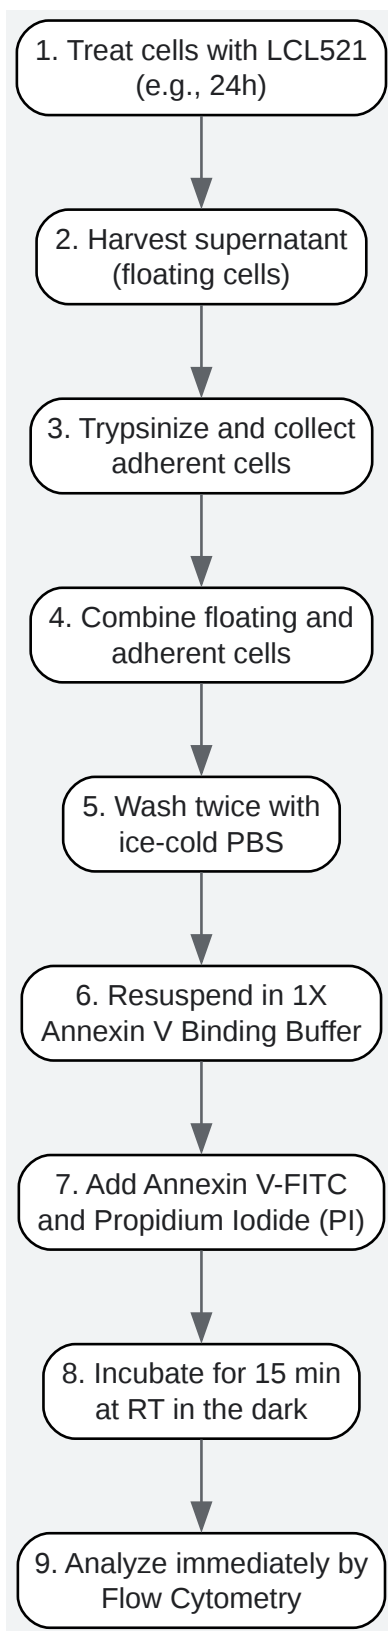 1. Treat cells with LCL521
(e.g., 24h)
2. Harvest supernatant
(floating cells)
3. Trypsinize and collect
adherent cells
4. Combine floating and
adherent cells
5. Wash twice with
ice-cold PBS
6. Resuspend in 1X
Annexin V Binding Buffer
7. Add Annexin V-FITC
and Propidium Iodide (PI)
8. Incubate for 15 min
at RT in the dark
9. Analyze immediately by
Flow Cytometry